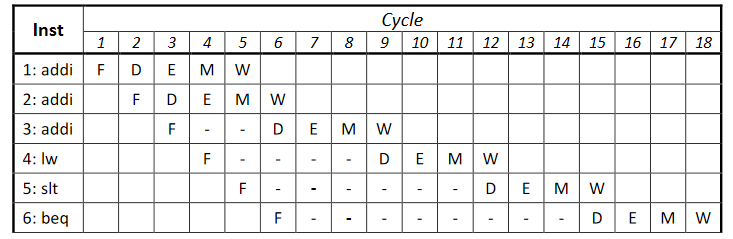 Inst Cycle
1 2 3 4 5 6 7 8 9 10 11 12 13 14 15 16 17 18
1: addi F D E M W
2: addi F D E M W
3: addi F - - D E M W
4: lw F - - - - D E M W
5: slt F - - - - - - D E M W
6: beq F - - - - - - - - D E M W